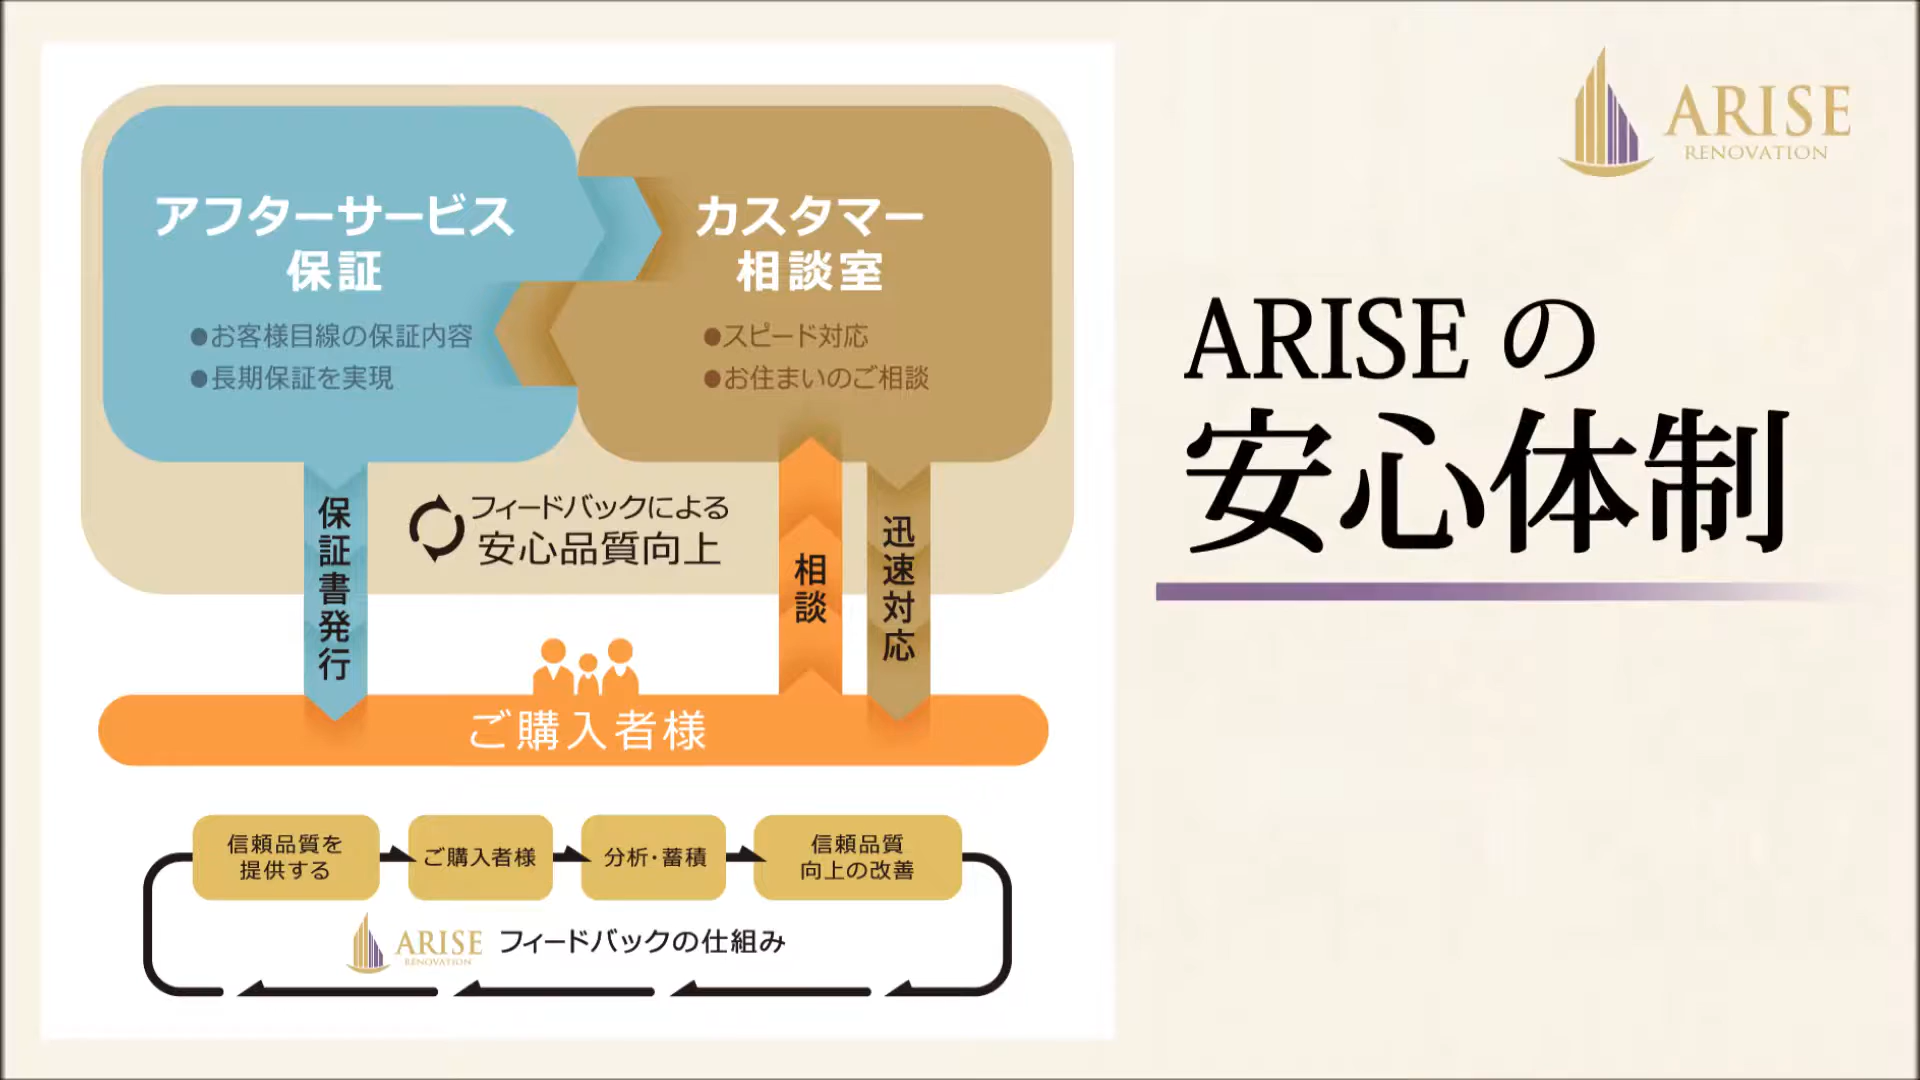 アフターサービス
保証
●お客様目線の保証内容
●長期保証を実現
カスタマー
相談室
●スピード対応
●お住まいのご相談
保証書発行
フィードバックによる
安心品質向上
相談
迅速対応
ご購入者様
信頼品質を
提供する
ご購入者様
分析・蓄積
信頼品質
向上の改善
ARISE
RENOVATION
フィードバックの仕組み
ARISE
RENOVATION
ARISE の
安心体制